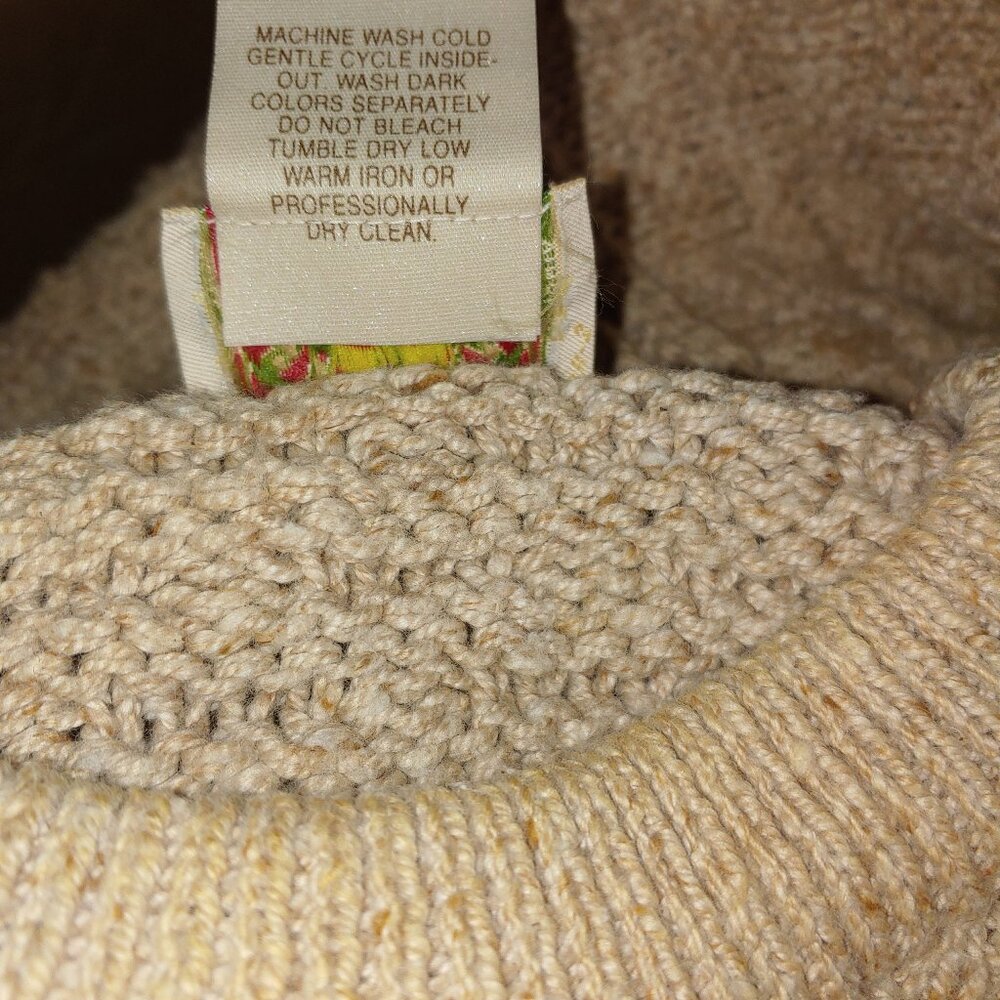 MACHINE WASH COLD
GENTLE CYCLE INSIDE-
OUT. WASH DARK
COLORS SEPARATELY
DO NOT BLEACH
TUMBLE DRY LOW
WARM IRON OR
PROFESSIONALLY
DRY CLEAN.